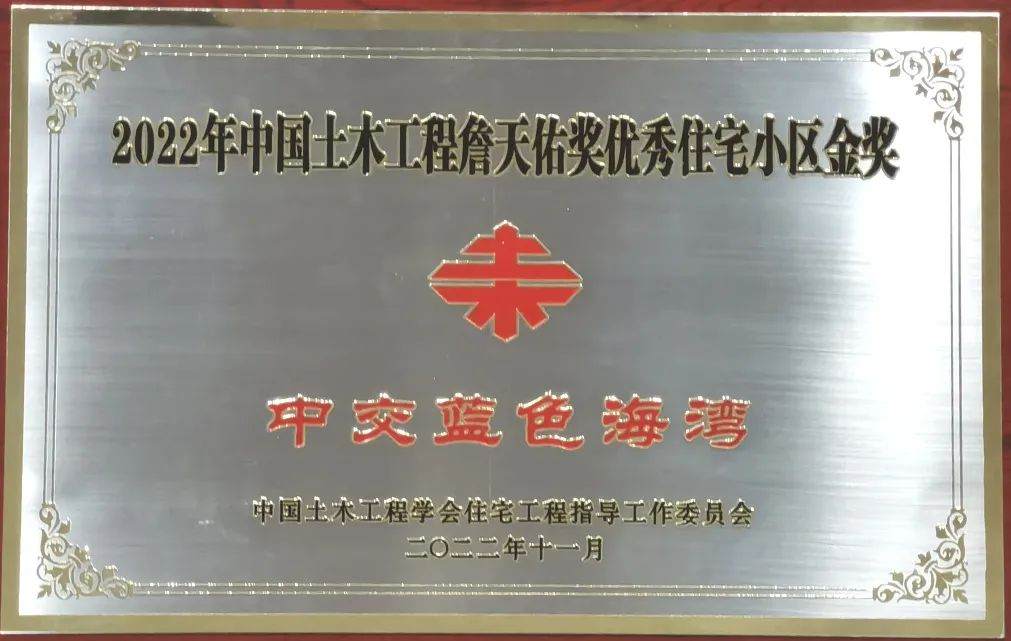 2022年中国土木工程詹天佑奖优秀住宅小区金奖
中交蓝色海湾
中国土木工程学会住宅工程指导工作委员会
二〇二二年十一月